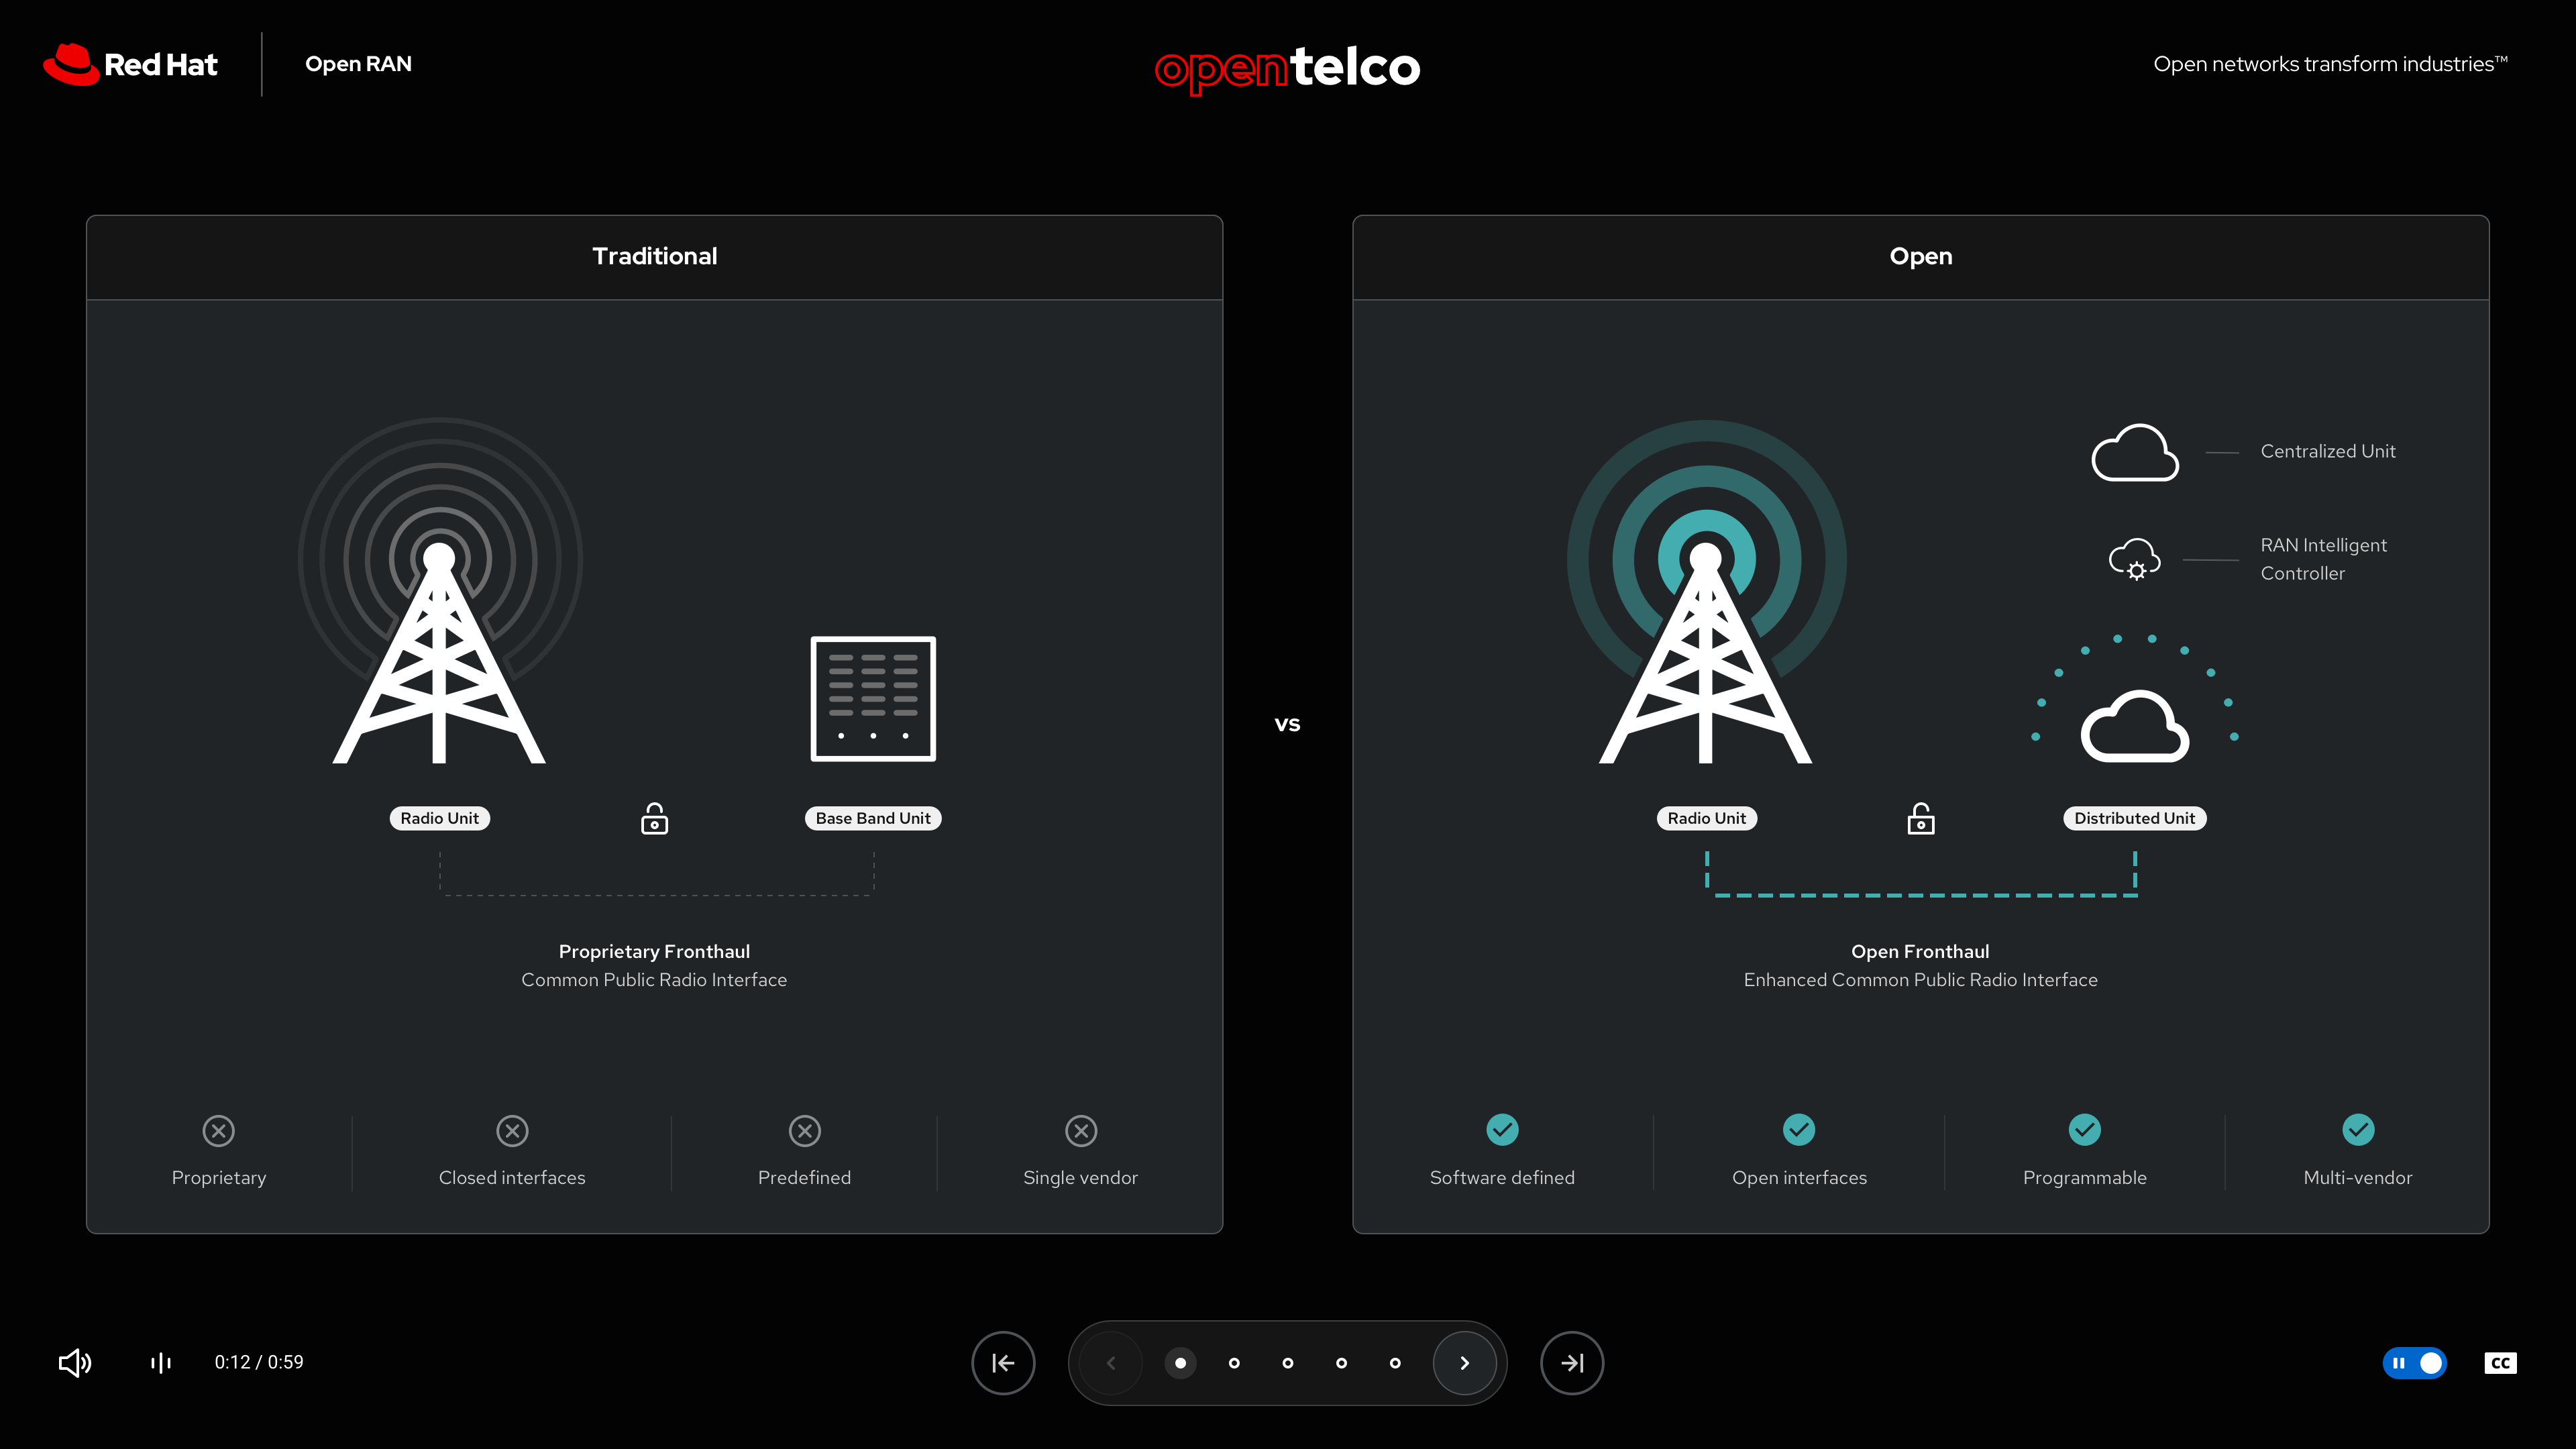 Red Hat
Open RAN
opentelco
Open networks transform industries™
Traditional
Radio Unit
Base Band Unit
Proprietary Fronthaul
Common Public Radio Interface
Proprietary
Closed interfaces
Predefined
Single vendor
vs
Open
Centralized Unit
RAN Intelligent
Controller
Radio Unit
Distributed Unit
Open Fronthaul
Enhanced Common Public Radio Interface
Software defined
Open interfaces
Programmable
Multi-vendor
0:12 / 0:59
CC